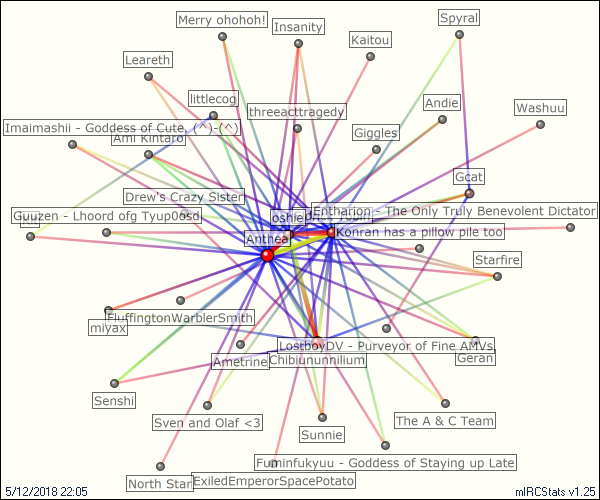 Merry ohohoh!
Insanity
Spyral
Kaitou
Leareth
littlecog
threeacttragedy
Andie
Washuu
Imaimashii - Goddess of Cute, (^)-(^)
Ami Kintaro
Giggles
Gcat
Drew's Crazy Sister
Entharion - The Only Truly Benevolent Dictator
Guuzen - Lhoord ofg Tyup00sd
oshie
Konran has a pillow pile too
Anthea
Starfire
FluffingtonWarblerSmith
miyax
LostboyDV - Purveyor of Fine AMVs
Ametrine
Chibiununnilium
Geran
Senshi
Sven and Olaf <3
The A & C Team
Sunnie
Fuminfukyuu - Goddess of Staying up Late
North Star
ExiledEmperorSpacePotato
5/12/2018 22:05
mIRCStats v1.25